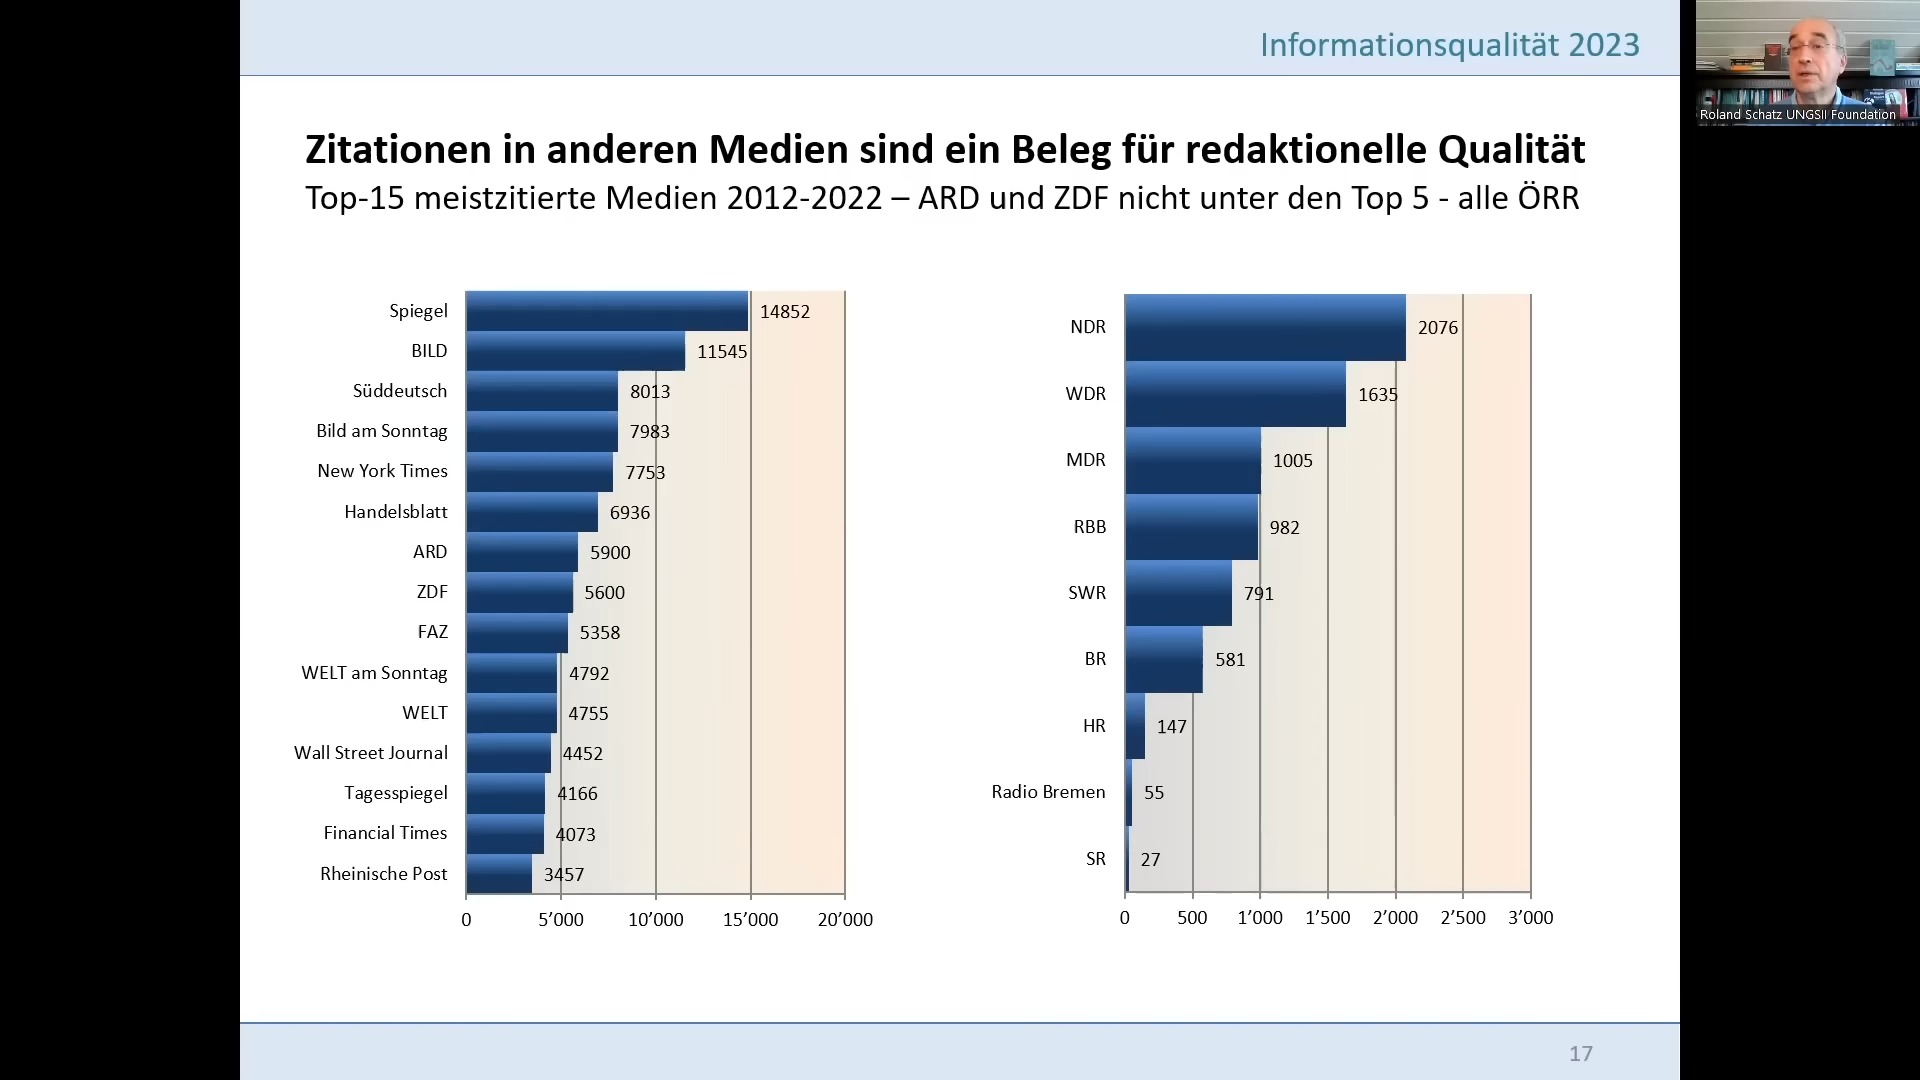 Informationsqualität 2023
Roland Schatz UNGSII Foundation
Zitationen in anderen Medien sind ein Beleg für redaktionelle Qualität
Top-15 meistzitierte Medien 2012-2022 – ARD und ZDF nicht unter den Top 5 - alle ÖRR
Spiegel 14852
BILD 11545
Süddeutsch 8013
Bild am Sonntag 7983
New York Times 7753
Handelsblatt 6936
ARD 5900
ZDF 5600
FAZ 5358
WELT am Sonntag 4792
WELT 4755
Wall Street Journal 4452
Tagesspiegel 4166
Financial Times 4073
Rheinische Post 3457
0 5’000 10’000 15’000 20’000
NDR 2076
WDR 1635
MDR 1005
RBB 982
SWR 791
BR 581
HR 147
Radio Bremen 55
SR 27
0 500 1’000 1’500 2’000 2’500 3’000
17